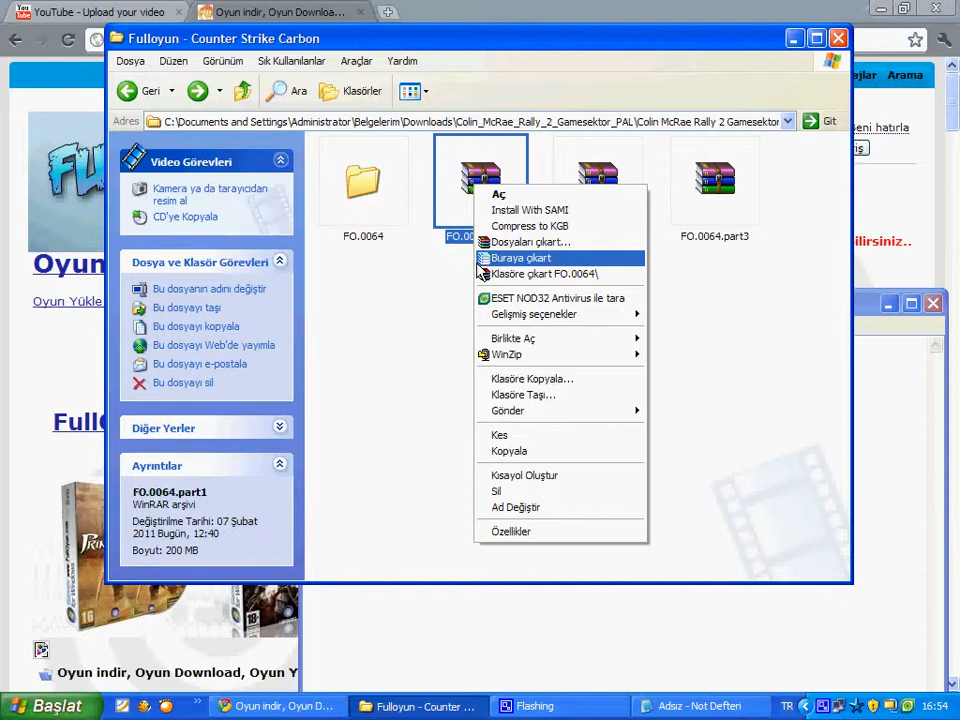 YouTube - Upload your video
Oyun indir, Oyun Downloa...
Fulloyun - Counter Strike Carbon
Dosya Düzen Görünüm Sık Kullanılanlar Araçlar Yardım
Arama
Geri Ara Klasörler
Adres C:\Documents and Settings\Administrator\Belgelerim\Downloads\Colin_McRae_Rally_2_Gamesektor_PAL\Colin McRae Rally 2 Gamesektor Git
Beni hatırla
Video Görevleri
Kamera ya da tarayıcıdan
resim al
CD'ye Kopyala
FO.0064
FO.0064.part3
Dosya ve Klasör Görevleri
Bu dosyanın adını değiştir
Bu dosyayı taşı
Bu dosyayı kopyala
Bu dosyayı Web'de yayımla
Bu dosyayı e-postala
Bu dosyayı sil
Diğer Yerler
Ayrıntılar
FO.0064.part1
WinRAR arşivi
Değiştirilme Tarihi: 07 Şubat
2011 Bugün, 12:40
Boyut: 200 MB
Aç
Install With SAMI
Compress to KGB
Dosyaları çıkart...
Buraya çıkart
Klasöre çıkart FO.0064\
ESET NOD32 Antivirus ile tara
Gelişmiş seçenekler
Birlikte Aç
WinZip
Klasöre Kopyala...
Klasöre Taşı...
Gönder
Kes
Kopyala
Kısayol Oluştur
Sil
Ad Değiştir
Özellikler
bilirsiniz..
Oyun
Oyun Yükle
Full
Oyun indir, Oyun Download, Oyun Y
Başlat
Oyun indir, Oyun D...
Fulloyun - Counter ...
Flashing
Adsız - Not Defteri
TR
16:54